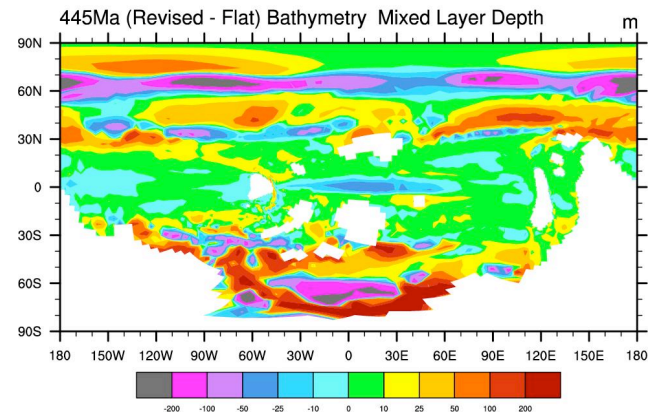 445Ma (Revised - Flat) Bathymetry Mixed Layer Depth m
90N
60N
30N
0
30S
60S
90S
180 150W 120W 90W 60W 30W 0 30E 60E 90E 120E 150E 180
-200 -100 -50 -25 -10 0 10 25 50 100 200